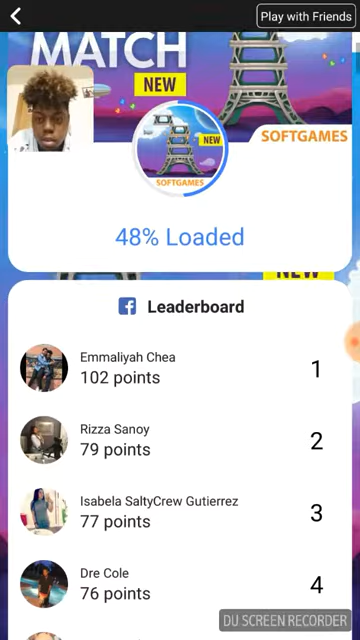 Play with Friends
MATCH
NEW
SOFTGAMES
NEW
SOFTGAMES
48% Loaded
Leaderboard
Emmaliyah Chea
102 points
1
Rizza Sanoy
79 points
2
Isabela SaltyCrew Gutierrez
77 points
3
Dre Cole
76 points
4
DU SCREEN RECORDER